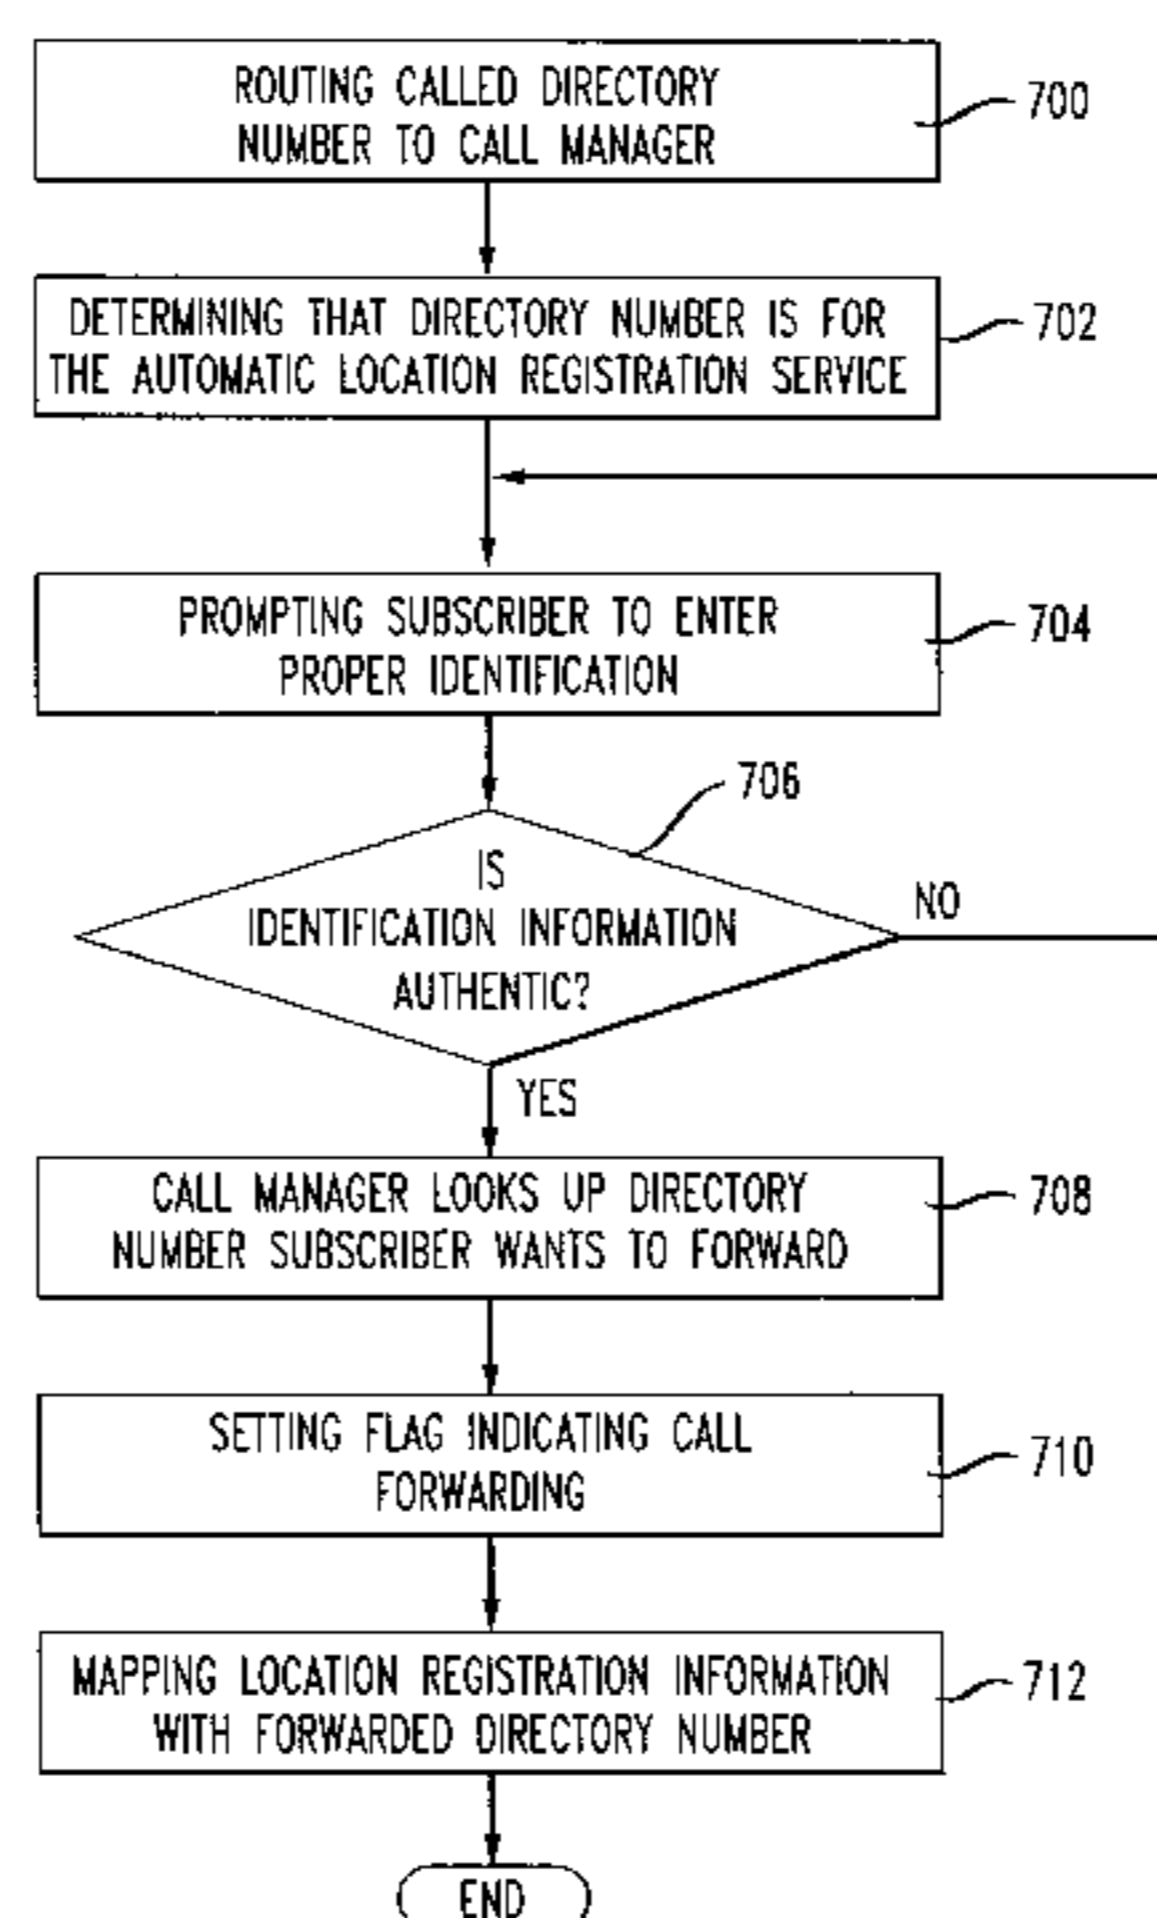 ROUTING CALLED DIRECTORY
NUMBER TO CALL MANAGER
700
DETERMINING THAT DIRECTORY NUMBER IS FOR
THE AUTOMATIC LOCATION REGISTRATION SERVICE
702
PROMPTING SUBSCRIBER TO ENTER
PROPER IDENTIFICATION
704
706
IS
IDENTIFICATION INFORMATION
AUTHENTIC?
NO
YES
CALL MANAGER LOOKS UP DIRECTORY
NUMBER SUBSCRIBER WANTS TO FORWARD
708
SETTING FLAG INDICATING CALL
FORWARDING
710
MAPPING LOCATION REGISTRATION INFORMATION
WITH FORWARDED DIRECTORY NUMBER
712
END